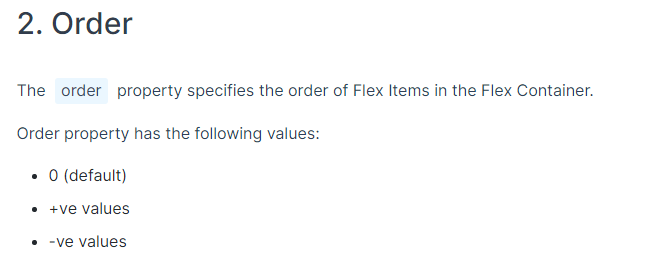 2. Order
The order property specifies the order of Flex Items in the Flex Container.
Order property has the following values:
• 0 (default)
• +ve values
• -ve values